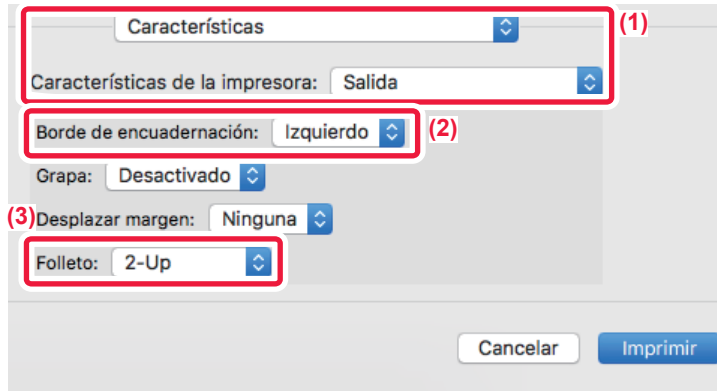 Características
(1)
Características de la impresora: Salida
Borde de encuadernación: Izquierdo (2)
Grapa: Desactivado
(3) Desplazar margen: Ninguna
Folleto: 2-Up
Cancelar Imprimir